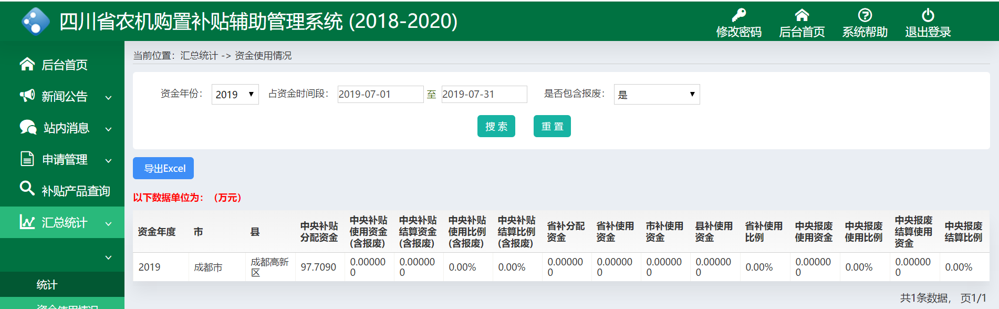 四川省农机购置补贴辅助管理系统 (2018-2020)
修改密码 后台首页 系统帮助 退出登录
后台首页
新闻公告
站内消息
申请管理
补贴产品查询
汇总统计
统计
资金使用情况
当前位置：汇总统计 -> 资金使用情况
资金年份： 2019 占资金时间段： 2019-07-01 至 2019-07-31 是否包含报废： 是
搜 索 重 置
导出Excel
以下数据单位为：（万元）
资金年度 市 县 中央补贴分配资金 中央补贴使用资金(含报废) 中央补贴结算资金(含报废) 中央补贴使用比例(含报废) 中央补贴结算比例(含报废) 省补分配资金 省补使用资金 市补使用资金 县补使用资金 省补使用比例 中央报废使用资金 中央报废使用比例 中央报废结算使用资金 中央报废结算比例
2019 成都市 成都高新区 97.7090 0.000000 0.000000 0.00% 0.00% 0.000000 0.000000 0.000000 0.000000 0.00% 0.000000 0.00% 0.000000 0.00%
共1条数据， 页1/1